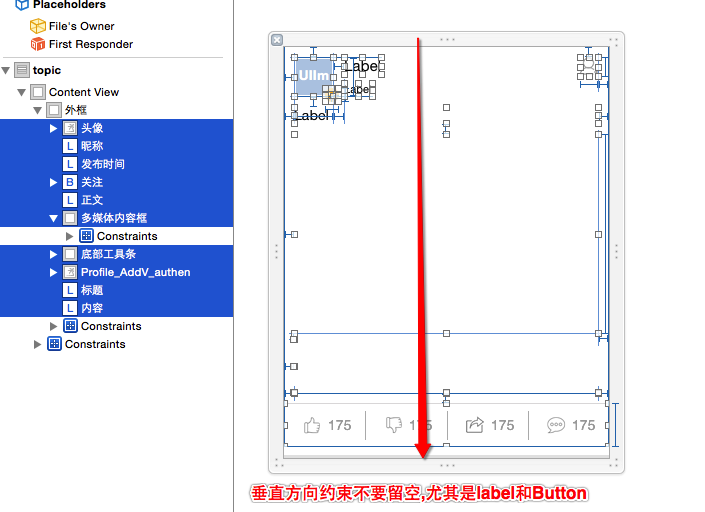 Placeholders
File's Owner
First Responder
topic
Content View
外框
头像
昵称
发布时间
关注
正文
多媒体内容框
Constraints
底部工具条
Profile_AddV_authen
标题
内容
Constraints
Constraints
UIIm
Label
Label
Label
175
175
175
175
垂直方向约束不要留空,尤其是label和Button